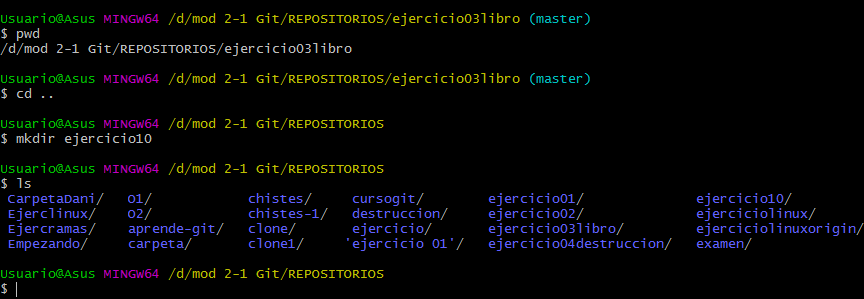 Usuario@Asus MINGW64 /d/mod 2-1 Git/REPOSITORIOS/ejercicio03libro (master)
$ pwd
/d/mod 2-1 Git/REPOSITORIOS/ejercicio03libro
Usuario@Asus MINGW64 /d/mod 2-1 Git/REPOSITORIOS/ejercicio03libro (master)
$ cd ..
Usuario@Asus MINGW64 /d/mod 2-1 Git/REPOSITORIOS
$ mkdir ejercicio10
Usuario@Asus MINGW64 /d/mod 2-1 Git/REPOSITORIOS
$ ls
CarpetaDani/ 01/ chistes/ cursogit/ ejercicio01/ ejercicio10/
Ejerclinux/ 02/ chistes-1/ destruccion/ ejercicio02/ ejerciciolinux/
Ejercramas/ aprende-git/ clone/ ejercicio/ ejercicio03libro/ ejerciciolinuxorigin/
Empezando/ carpeta/ clone1/ 'ejercicio 01'/ ejercicio04destruccion/ examen/
Usuario@Asus MINGW64 /d/mod 2-1 Git/REPOSITORIOS
$